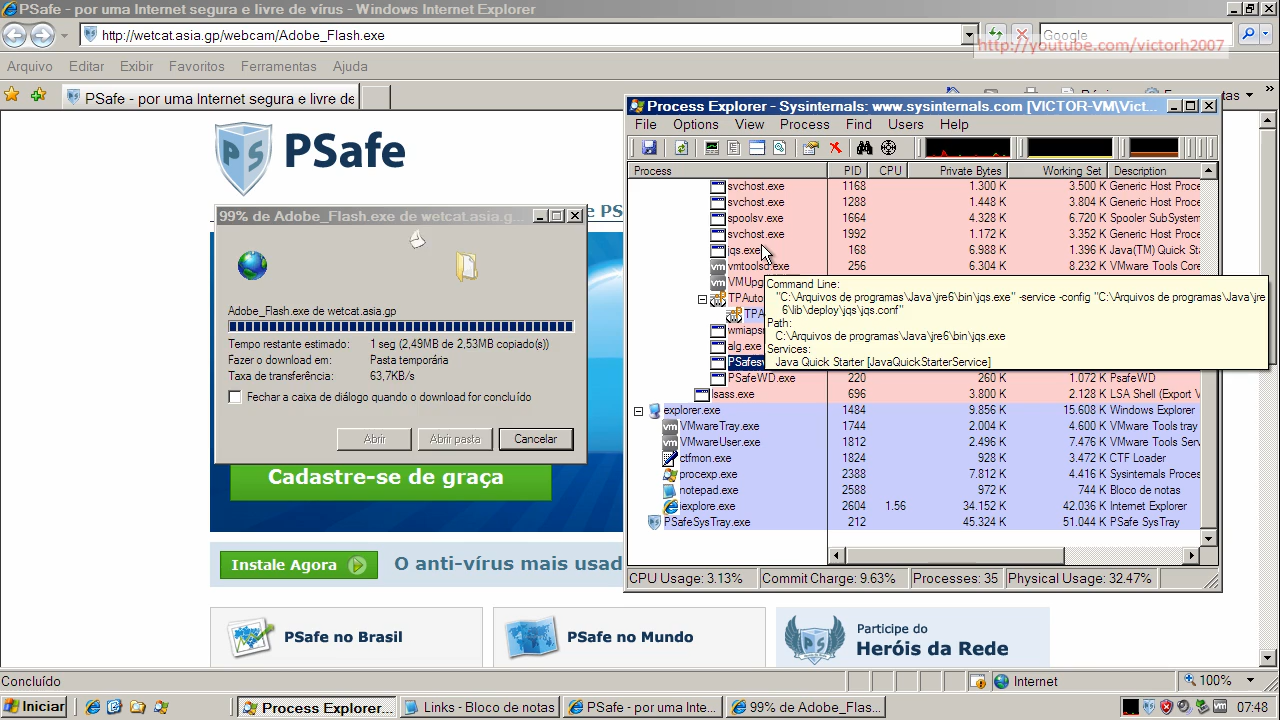 PSafe - por uma Internet segura e livre de vírus - Windows Internet Explorer
http://wetcat.asia.gp/webcam/Adobe_Flash.exe
Google
http://youtube.com/victorh2007
Arquivo Editar Exibir Favoritos Ferramentas Ajuda
PSafe - por uma Internet segura e livre de
PSafe
99% de Adobe_Flash.exe de wetcat.asia.g...
Adobe_Flash.exe de wetcat.asia.gp
Tempo restante estimado: 1 seg (2,49MB de 2,53MB copiado(s))
Fazer o download em: Pasta temporária
Taxa de transferência: 63,7KB/s
Fechar a caixa de diálogo quando o download for concluído
Abrir Abrir pasta Cancelar
Cadastre-se de graça
Instale Agora O anti-vírus mais usad
PSafe no Brasil
PSafe no Mundo
Participe do
Heróis da Rede
Process Explorer - Sysinternals: www.sysinternals.com [VICTOR-VM\Vict...
File Options View Process Find Users Help
Process PID CPU Private Bytes Working Set Description
svchost.exe 1168 1.300 K 3.500 K Generic Host Proce
svchost.exe 1288 1.448 K 3.804 K Generic Host Proce
spoolsv.exe 1664 4.328 K 6.720 K Spooler SubSystem
svchost.exe 1992 1.172 K 3.352 K Generic Host Proce
jqs.exe 168 6.988 K 1.396 K Java(TM) Quick St
vmtoolsd.exe 256 6.304 K 8.232 K VMware Tools Core
VMUpg
TPAuto
TPA
wmiaps
alg.exe
PSafes
PSafeWD.exe 220 260 K 1.072 K PsafeWD
lsass.exe 696 3.800 K 2.128 K LSA Shell (Export V
explorer.exe 1484 9.856 K 15.608 K Windows Explorer
VMwareTray.exe 1744 2.004 K 4.600 K VMware Tools tray
VMwareUser.exe 1812 2.496 K 7.476 K VMware Tools Serv
ctfmon.exe 1824 928 K 3.472 K CTF Loader
procexp.exe 2388 7.812 K 4.416 K Sysinternals Proces
notepad.exe 2588 972 K 744 K Bloco de notas
iexplore.exe 2604 1.56 34.152 K 42.036 K Internet Explorer
PSafeSysTray.exe 212 45.324 K 51.044 K PSafe SysTray
Command Line:
"C:\Arquivos de programas\Java\jre6\bin\jqs.exe" -service -config "C:\Arquivos de programas\Java\jre
6\lib\deploy\jqs\jqs.conf"
Path:
C:\Arquivos de programas\Java\jre6\bin\jqs.exe
Services:
Java Quick Starter [JavaQuickStarterService]
CPU Usage: 3.13% Commit Charge: 9.63% Processes: 35 Physical Usage: 32.47%
Concluído Internet 100%
Iniciar Process Explorer... Links - Bloco de notas PSafe - por uma Inte... 99% de Adobe_Flas... 07:48